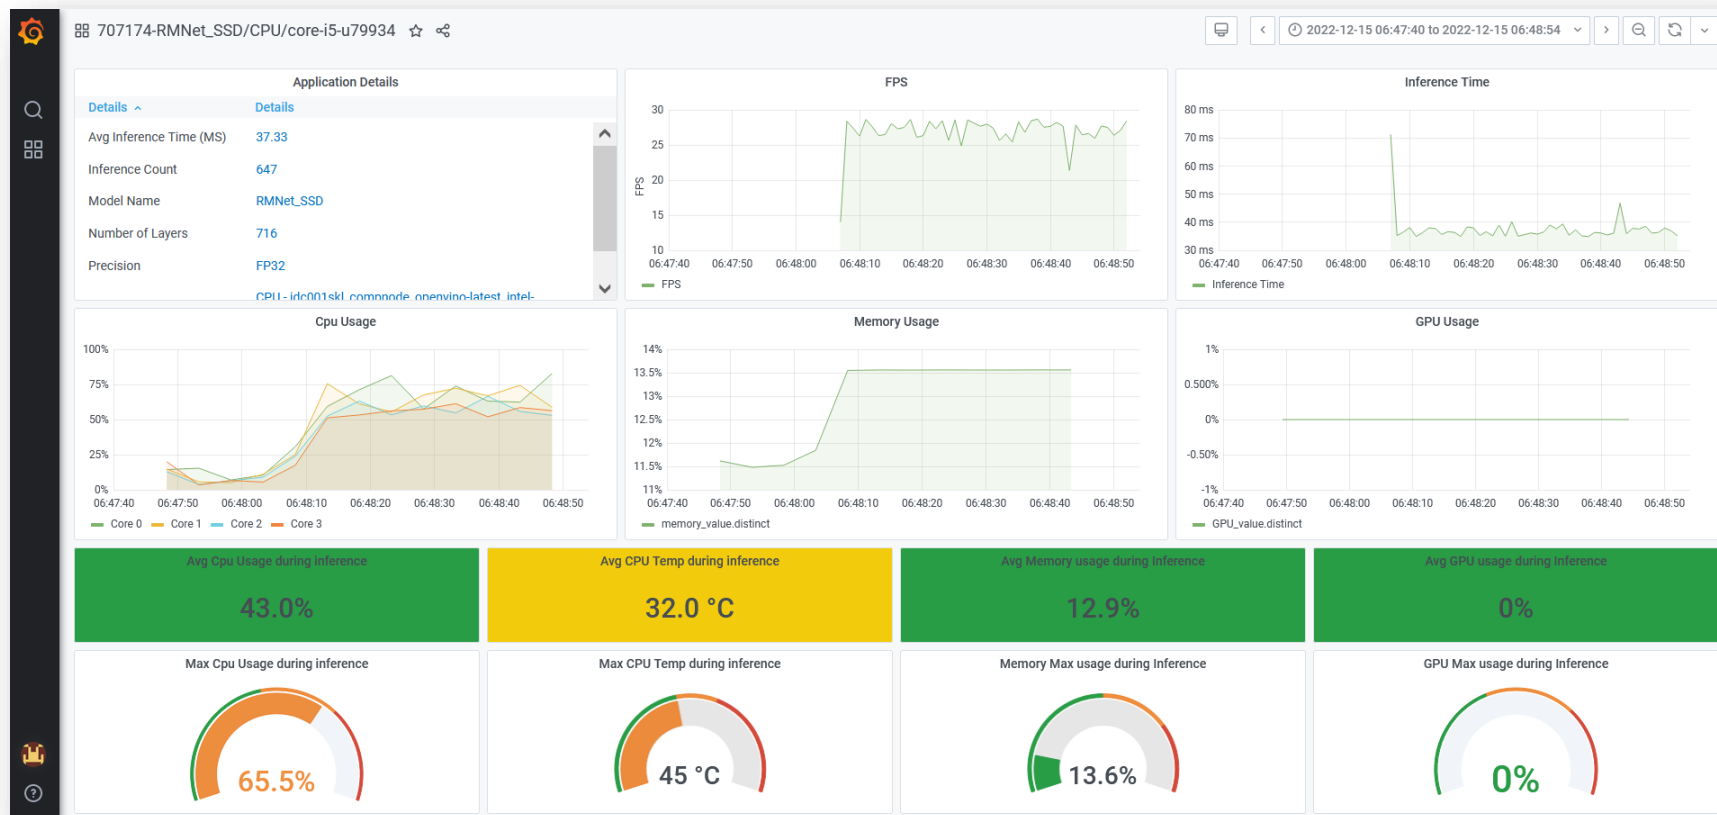 707174-RMNet_SSD/CPU/core-i5-u79934
2022-12-15 06:47:40 to 2022-12-15 06:48:54
Application Details
Details Details
Avg Inference Time (MS) 37.33
Inference Count 647
Model Name RMNet_SSD
Number of Layers 716
Precision FP32
CPU - idc001skl_compnode_openvino-latest_intel-
FPS
30
25
20
15
10
FPS
06:47:40 06:47:50 06:48:00 06:48:10 06:48:20 06:48:30 06:48:40 06:48:50
FPS
Inference Time
80 ms
70 ms
60 ms
50 ms
40 ms
30 ms
06:47:40 06:47:50 06:48:00 06:48:10 06:48:20 06:48:30 06:48:40 06:48:50
Inference Time
Cpu Usage
100%
75%
50%
25%
0%
06:47:40 06:47:50 06:48:00 06:48:10 06:48:20 06:48:30 06:48:40 06:48:50
Core 0 Core 1 Core 2 Core 3
Memory Usage
14%
13.5%
13%
12.5%
12%
11.5%
11%
06:47:40 06:47:50 06:48:00 06:48:10 06:48:20 06:48:30 06:48:40 06:48:50
memory_value.distinct
GPU Usage
1%
0.500%
0%
-0.50%
-1%
06:47:40 06:47:50 06:48:00 06:48:10 06:48:20 06:48:30 06:48:40 06:48:50
GPU_value.distinct
Avg Cpu Usage during inference
43.0%
Avg CPU Temp during inference
32.0 °C
Avg Memory usage during Inference
12.9%
Avg GPU usage during Inference
0%
Max Cpu Usage during inference
65.5%
Max CPU Temp during inference
45 °C
Memory Max usage during Inference
13.6%
GPU Max usage during Inference
0%